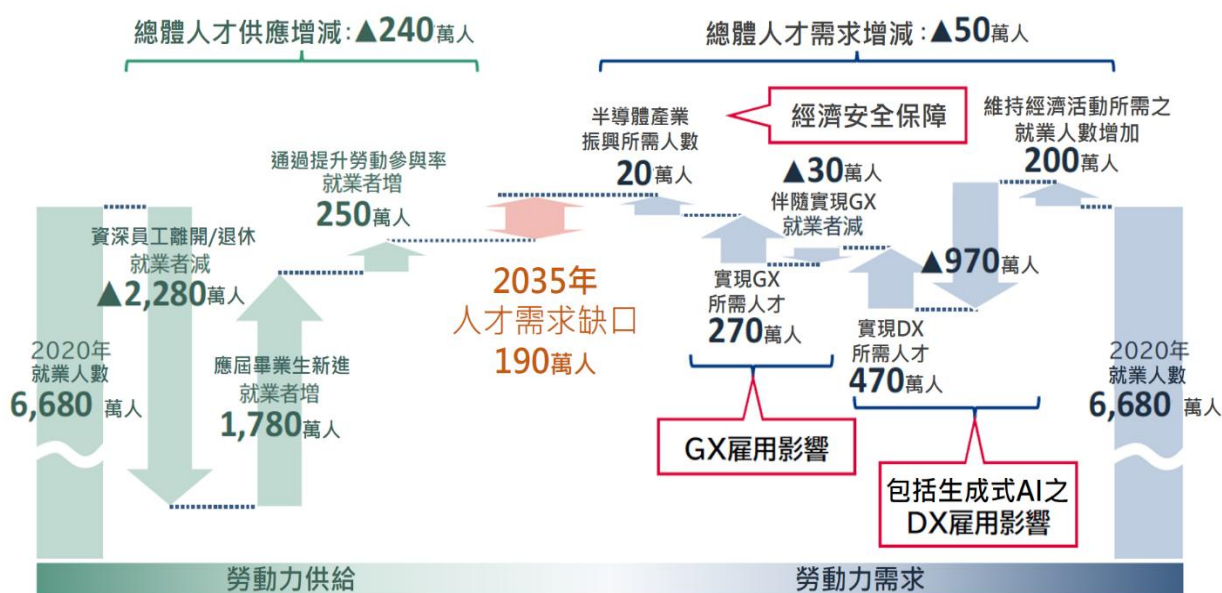 總體人才供應增減：▲240萬人
總體人才需求增減：▲50萬人
2020年
就業人數
6,680 萬人
資深員工離開/退休
就業者減
▲2,280萬人
應屆畢業生新進
就業者增
1,780萬人
通過提升勞動參與率
就業者增
250萬人
2035年
人才需求缺口
190萬人
半導體產業
振興所需人數
20萬人
經濟安全保障
實現GX
所需人才
270萬人
▲30萬人
伴隨實現GX
就業者減
GX雇用影響
實現DX
所需人才
470萬人
▲970萬人
包括生成式AI之
DX雇用影響
維持經濟活動所需之
就業人數增加
200萬人
2020年
就業人數
6,680 萬人
勞動力供給
勞動力需求